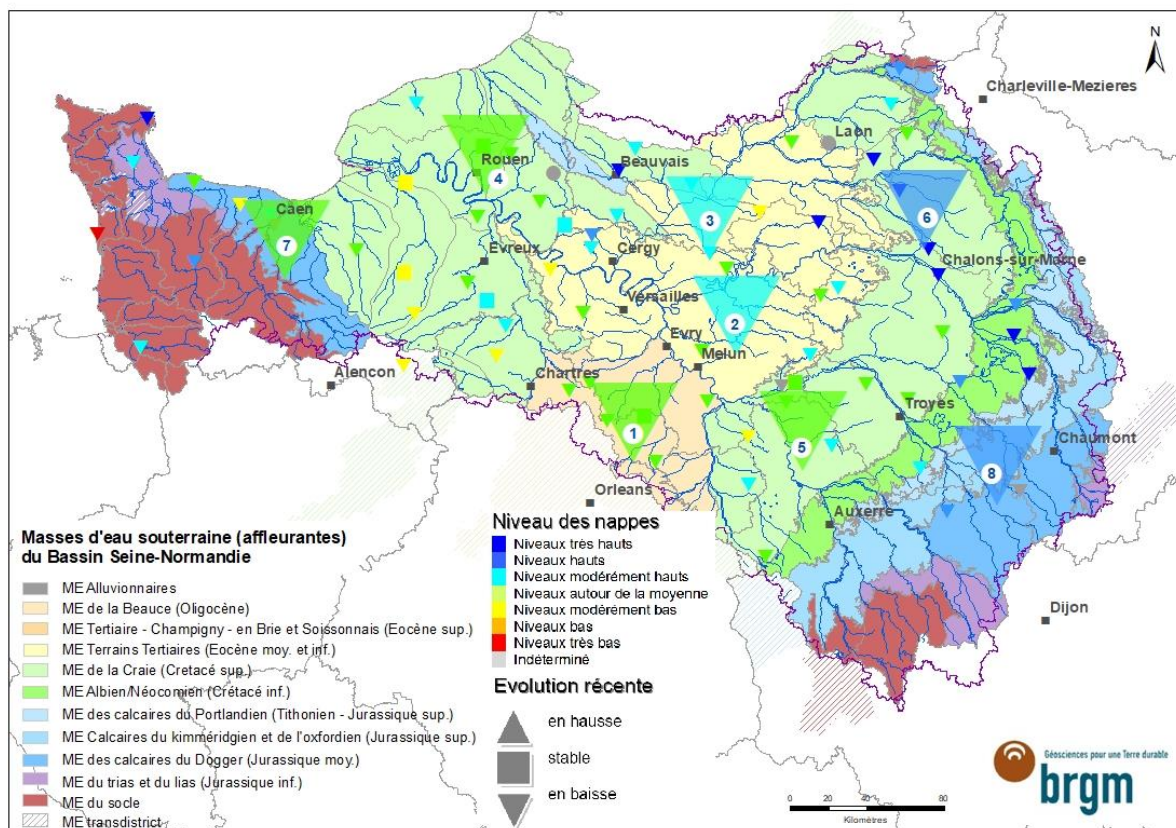 N
Charleville-Mezieres
Laon
Rouen
Beauvais
4
3
6
Caen
7
Evreux
Cergy
Chalons-sur-Marne
Versailles
2
Evry
Melun
Alençon
Chartres
Troyes
1
5
Chaumont
8
Orleans
Auxerre
Dijon
Masses d'eau souterraine (affleurantes)
du Bassin Seine-Normandie
ME Alluvionnaires
ME de la Beauce (Oligocène)
ME Tertiaire - Champigny - en Brie et Soissonnais (Eocène sup.)
ME Terrains Tertiaires (Eocène moy. et inf.)
ME de la Craie (Cretacé sup.)
ME Albien/Néocomien (Crétacé inf.)
ME des calcaires du Portlandien (Tithonien - Jurassique sup.)
ME Calcaires du kimméridgien et de l'oxfordien (Jurassique sup.)
ME des calcaires du Dogger (Jurassique moy.)
ME du trias et du lias (Jurassique inf.)
ME du socle
ME transdistrict
Niveau des nappes
Niveaux très hauts
Niveaux hauts
Niveaux modérément hauts
Niveaux autour de la moyenne
Niveaux modérément bas
Niveaux bas
Niveaux très bas
Indéterminé
Evolution récente
en hausse
stable
en baisse
0 20 40 60 80
Kilomètres
Géosciences pour une Terre durable
brgm